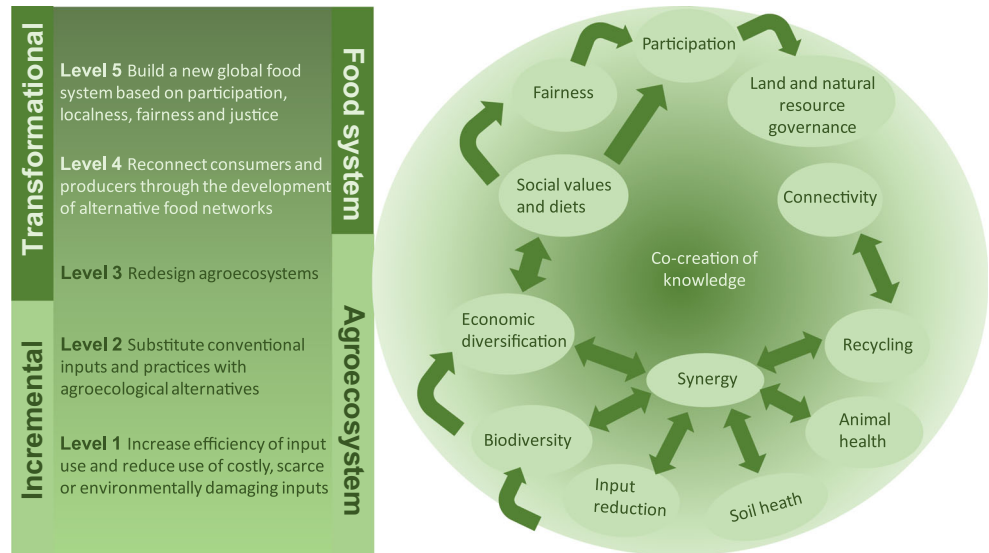 Transformational
Incremental
Level 5 Build a new global food
system based on participation,
localness, fairness and justice
Level 4 Reconnect consumers and
producers through the development
of alternative food networks
Level 3 Redesign agroecosystems
Level 2 Substitute conventional
inputs and practices with
agroecological alternatives
Level 1 Increase efficiency of input
use and reduce use of costly, scarce
or environmentally damaging inputs
Food system
Agroecosystem
Participation
Fairness
Land and natural
resource
governance
Social values
and diets
Connectivity
Co-creation of
knowledge
Economic
diversification
Recycling
Synergy
Animal
health
Biodiversity
Input
reduction
Soil heath